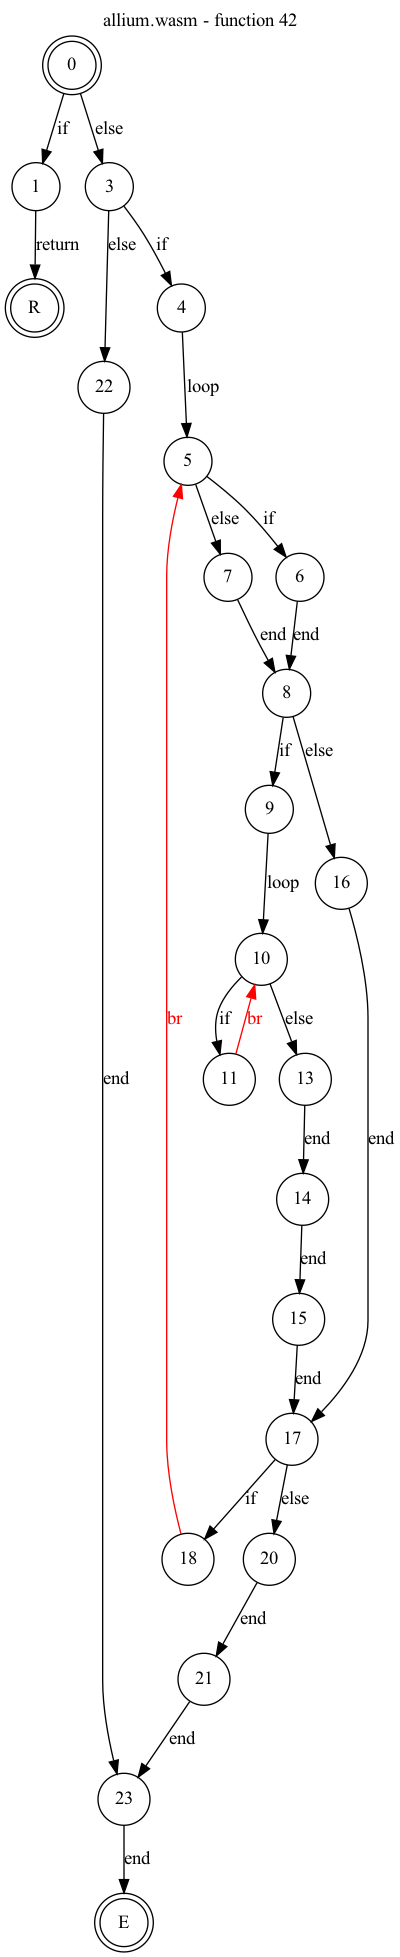 allium.wasm - function 42
0
if
else
1
3
return
else
if
R
4
22
loop
5
else
if
7
6
end
end
8
if
else
9
16
loop
10
if
br
else
br
11
13
end
end
end
14
end
15
end
17
if
else
18
20
end
21
end
23
end
E